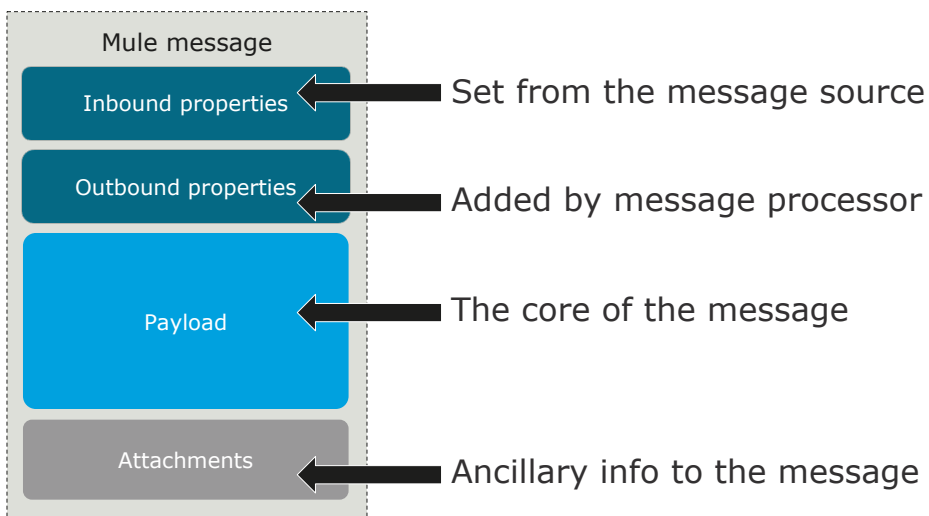 Mule message
Inbound properties
Set from the message source
Outbound properties
Added by message processor
Payload
The core of the message
Attachments
Ancillary info to the message